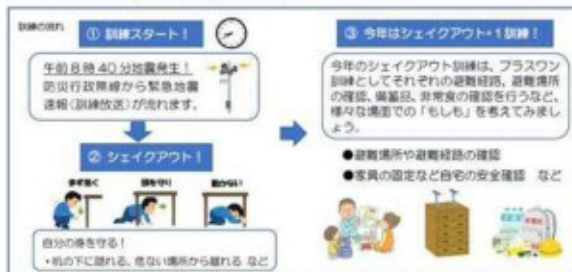 訓練の流れ
① 訓練スタート！
午前８時４０分地震発生！
防災行政無線から緊急地震
速報（訓練放送）が流れます。
② シェイクアウト！
まず低く
頭を守り
動かない
自分の身を守る！
・机の下に隠れる、危ない場所から離れる など
③ 今年はシェイクアウト+１訓練！
今年のシェイクアウト訓練は、プラスワン
訓練としてそれぞれの避難経路、避難場所
の確認、備蓄品、非常食の確認を行うなど、
様々な場面での「もしも」を考えてみまし
ょう。
●避難場所や避難経路の確認
●家具の固定など自宅の安全確認 など